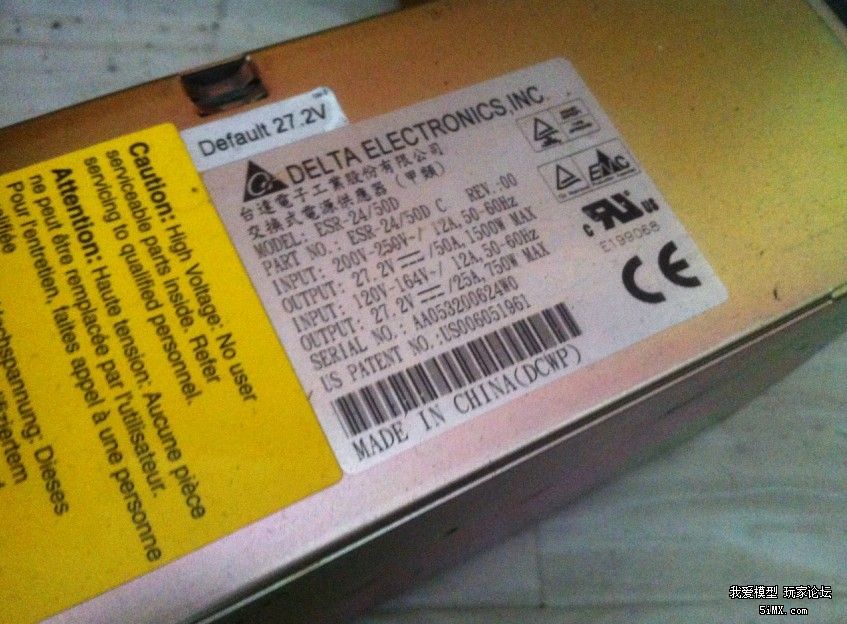 Default 27.2V
DELTA ELECTRONICS,INC.
台達電子工業股份有限公司
交換式電源供應器 (甲類)
MODEL: ESR-24/50D
PART NO.: ESR-24/50D C REV.:00
INPUT: 200V-250V~/ 12A,50-60Hz
OUTPUT: 27.2V⎓/50A,1500W MAX
INPUT: 120V-164V~/ 12A,50-60Hz
OUTPUT: 27.2V⎓/25A,750W MAX
SERIAL NO.: AA053200624W0
US PATENT NO.:US006051961
MADE IN CHINA(DCWP)
EMC
c RU us
E199068
CE
Caution: High Voltage: No user
serviceable parts inside. Refer
servicing to qualified personnel.
Attention: Haute tension: Aucune pièce
ne peut être remplacée par l'utilisateur.
Pour l'entretien, faites appel à une personne
Dieses
我爱模型 玩家论坛
5iMX.com